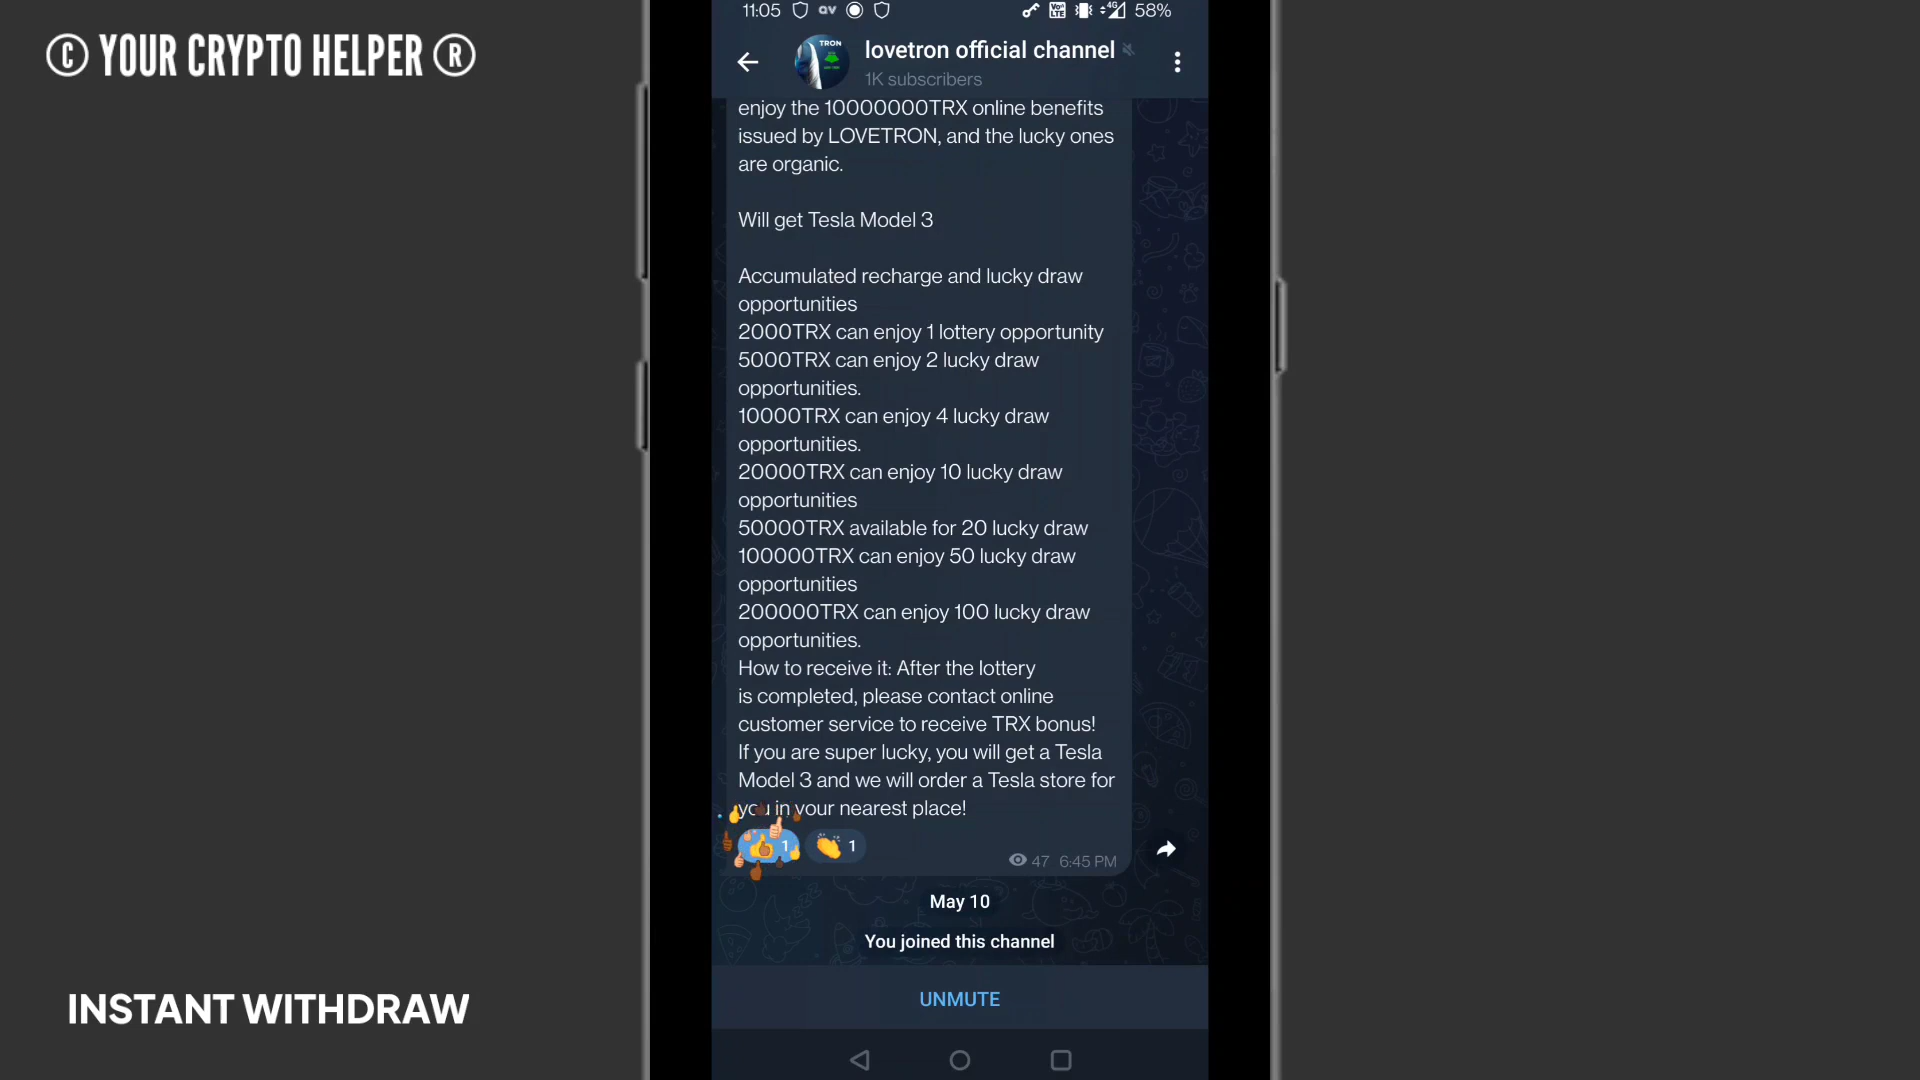 © YOUR CRYPTO HELPER ®
11:05
4G
58%
TRON
lovetron official channel
1K subscribers
enjoy the 10000000TRX online benefits
issued by LOVETRON, and the lucky ones
are organic.
Will get Tesla Model 3
Accumulated recharge and lucky draw
opportunities
2000TRX can enjoy 1 lottery opportunity
5000TRX can enjoy 2 lucky draw
opportunities.
10000TRX can enjoy 4 lucky draw
opportunities.
20000TRX can enjoy 10 lucky draw
opportunities
50000TRX available for 20 lucky draw
100000TRX can enjoy 50 lucky draw
opportunities
200000TRX can enjoy 100 lucky draw
opportunities.
How to receive it: After the lottery
is completed, please contact online
customer service to receive TRX bonus!
If you are super lucky, you will get a Tesla
Model 3 and we will order a Tesla store for
you in your nearest place!
1
1
47 6:45 PM
May 10
You joined this channel
UNMUTE
INSTANT WITHDRAW